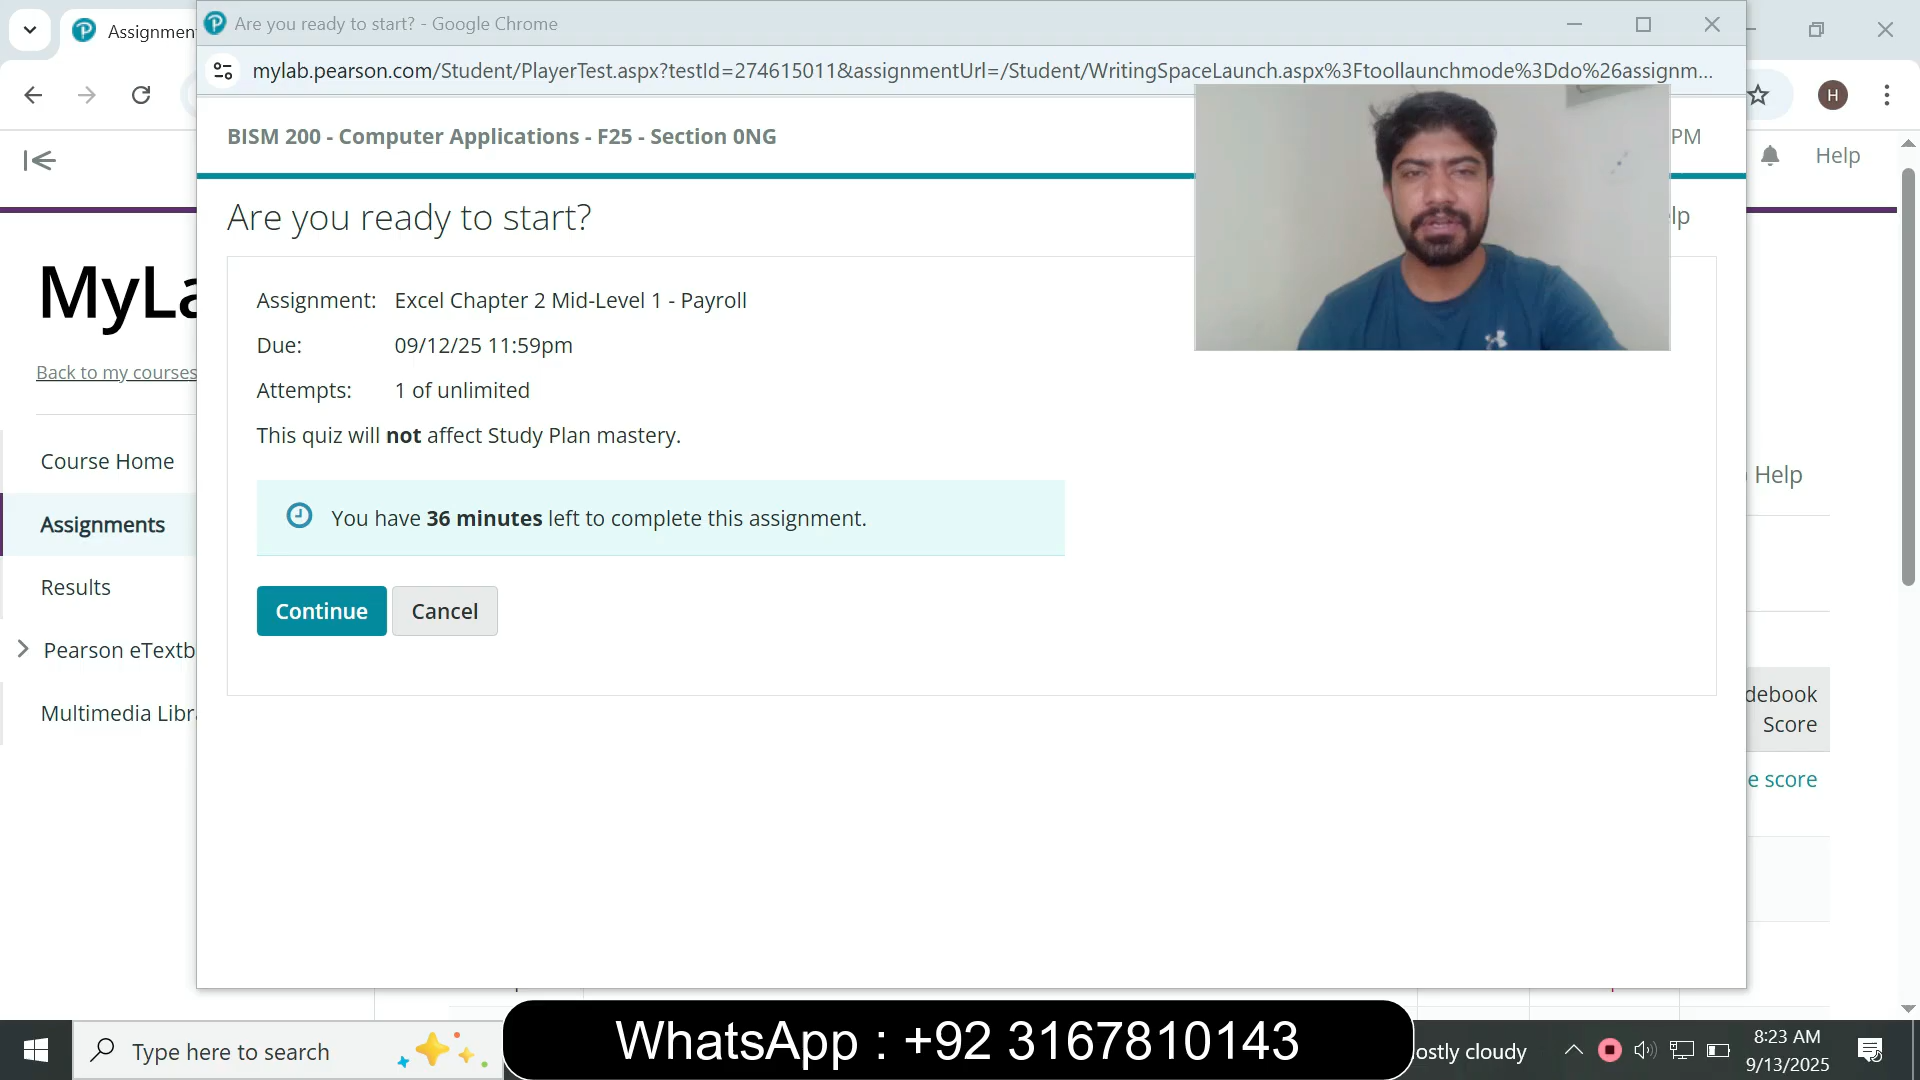 Assignmen
Are you ready to start? - Google Chrome
mylab.pearson.com/Student/PlayerTest.aspx?testId=274615011&assignmentUrl=/Student/WritingSpaceLaunch.aspx%3Ftoollaunchmode%3Ddo%26assignm...
H
BISM 200 - Computer Applications - F25 - Section 0NG
PM
Help
Are you ready to start?
lp
MyLa
Assignment: Excel Chapter 2 Mid-Level 1 - Payroll
Due: 09/12/25 11:59pm
Back to my courses
Attempts: 1 of unlimited
This quiz will not affect Study Plan mastery.
Course Home
Help
You have 36 minutes left to complete this assignment.
Assignments
Results
Continue
Cancel
Pearson eTextb
debook
Score
Multimedia Libr
e score
WhatsApp : +92 3167810143
Type here to search
ostly cloudy
8:23 AM
9/13/2025